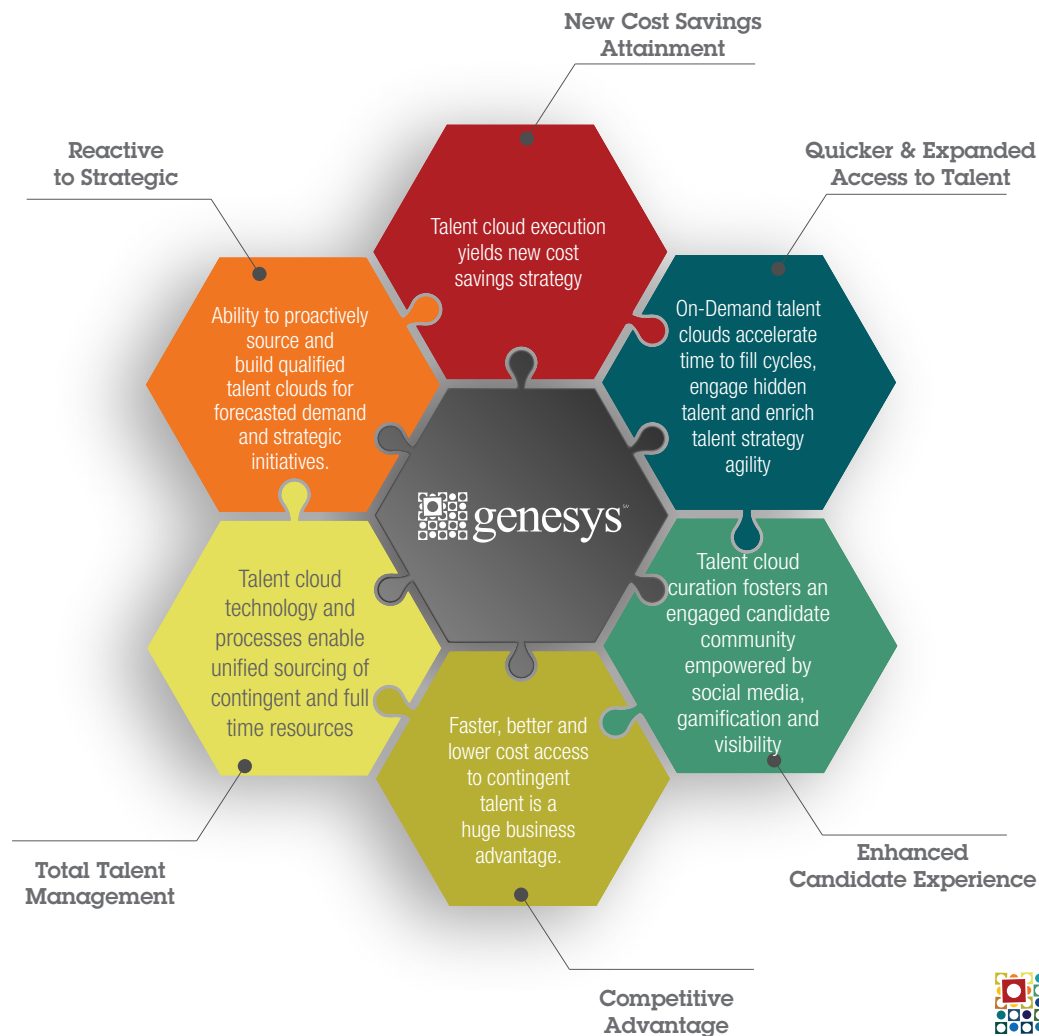 New Cost Savings
Attainment
Reactive
to Strategic
Quicker & Expanded
Access to Talent
Talent cloud execution
yields new cost
savings strategy
Ability to proactively
source and
build qualified
talent clouds for
forecasted demand
and strategic
initiatives.
On-Demand talent
clouds accelerate
time to fill cycles,
engage hidden
talent and enrich
talent strategy
agility
genesys
Talent cloud
technology and
processes enable
unified sourcing of
contingent and full
time resources
Talent cloud
curation fosters an
engaged candidate
community
empowered by
social media,
gamification and
visibility
Faster, better and
lower cost access
to contingent
talent is a
huge business
advantage.
Total Talent
Management
Enhanced
Candidate Experience
Competitive
Advantage